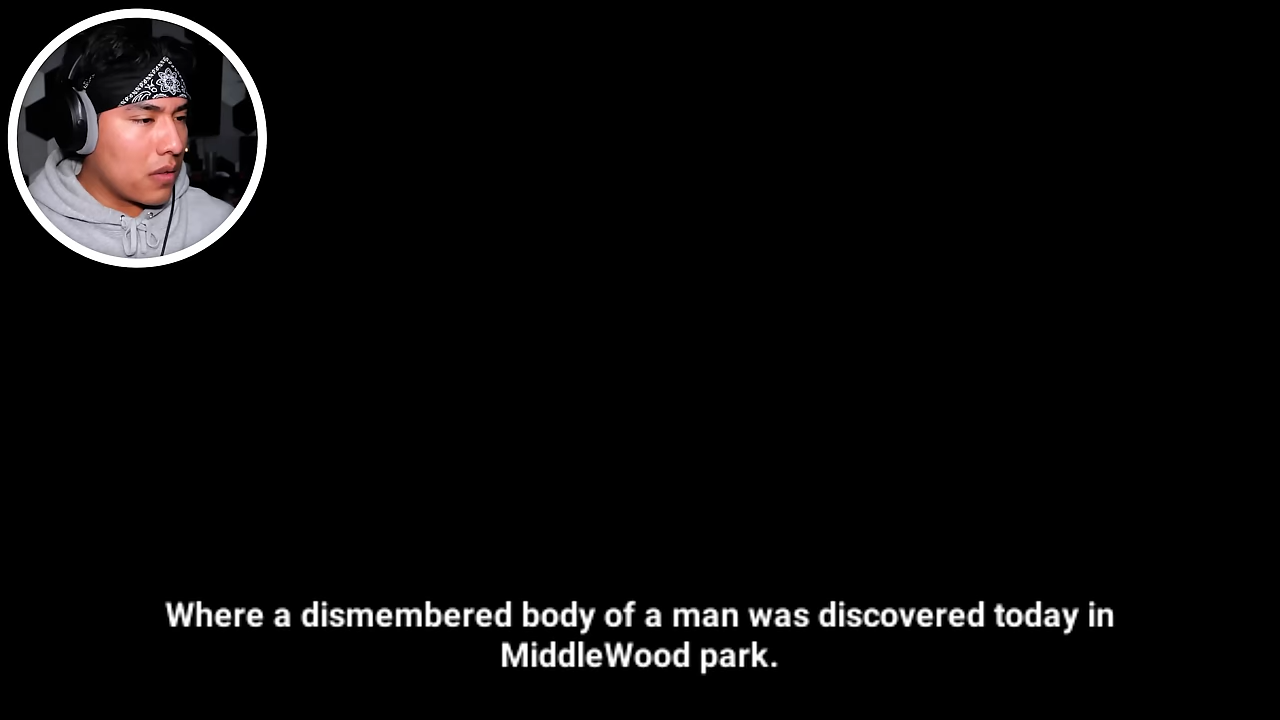 Where a dismembered body of a man was discovered today in
MiddleWood park.